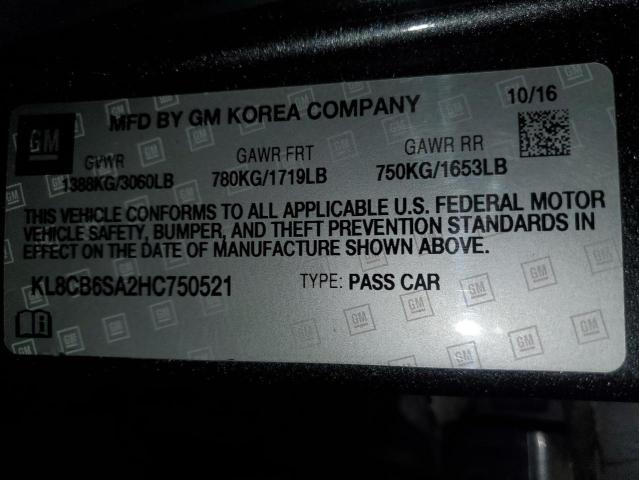 GM
MFD BY GM KOREA COMPANY 10/16
GVWR GAWR FRT GAWR RR
1388KG/3060LB 780KG/1719LB 750KG/1653LB
THIS VEHICLE CONFORMS TO ALL APPLICABLE U.S. FEDERAL MOTOR
VEHICLE SAFETY, BUMPER, AND THEFT PREVENTION STANDARDS IN
EFFECT ON THE DATE OF MANUFACTURE SHOWN ABOVE.
KL8CB6SA2HC750521 TYPE: PASS CAR